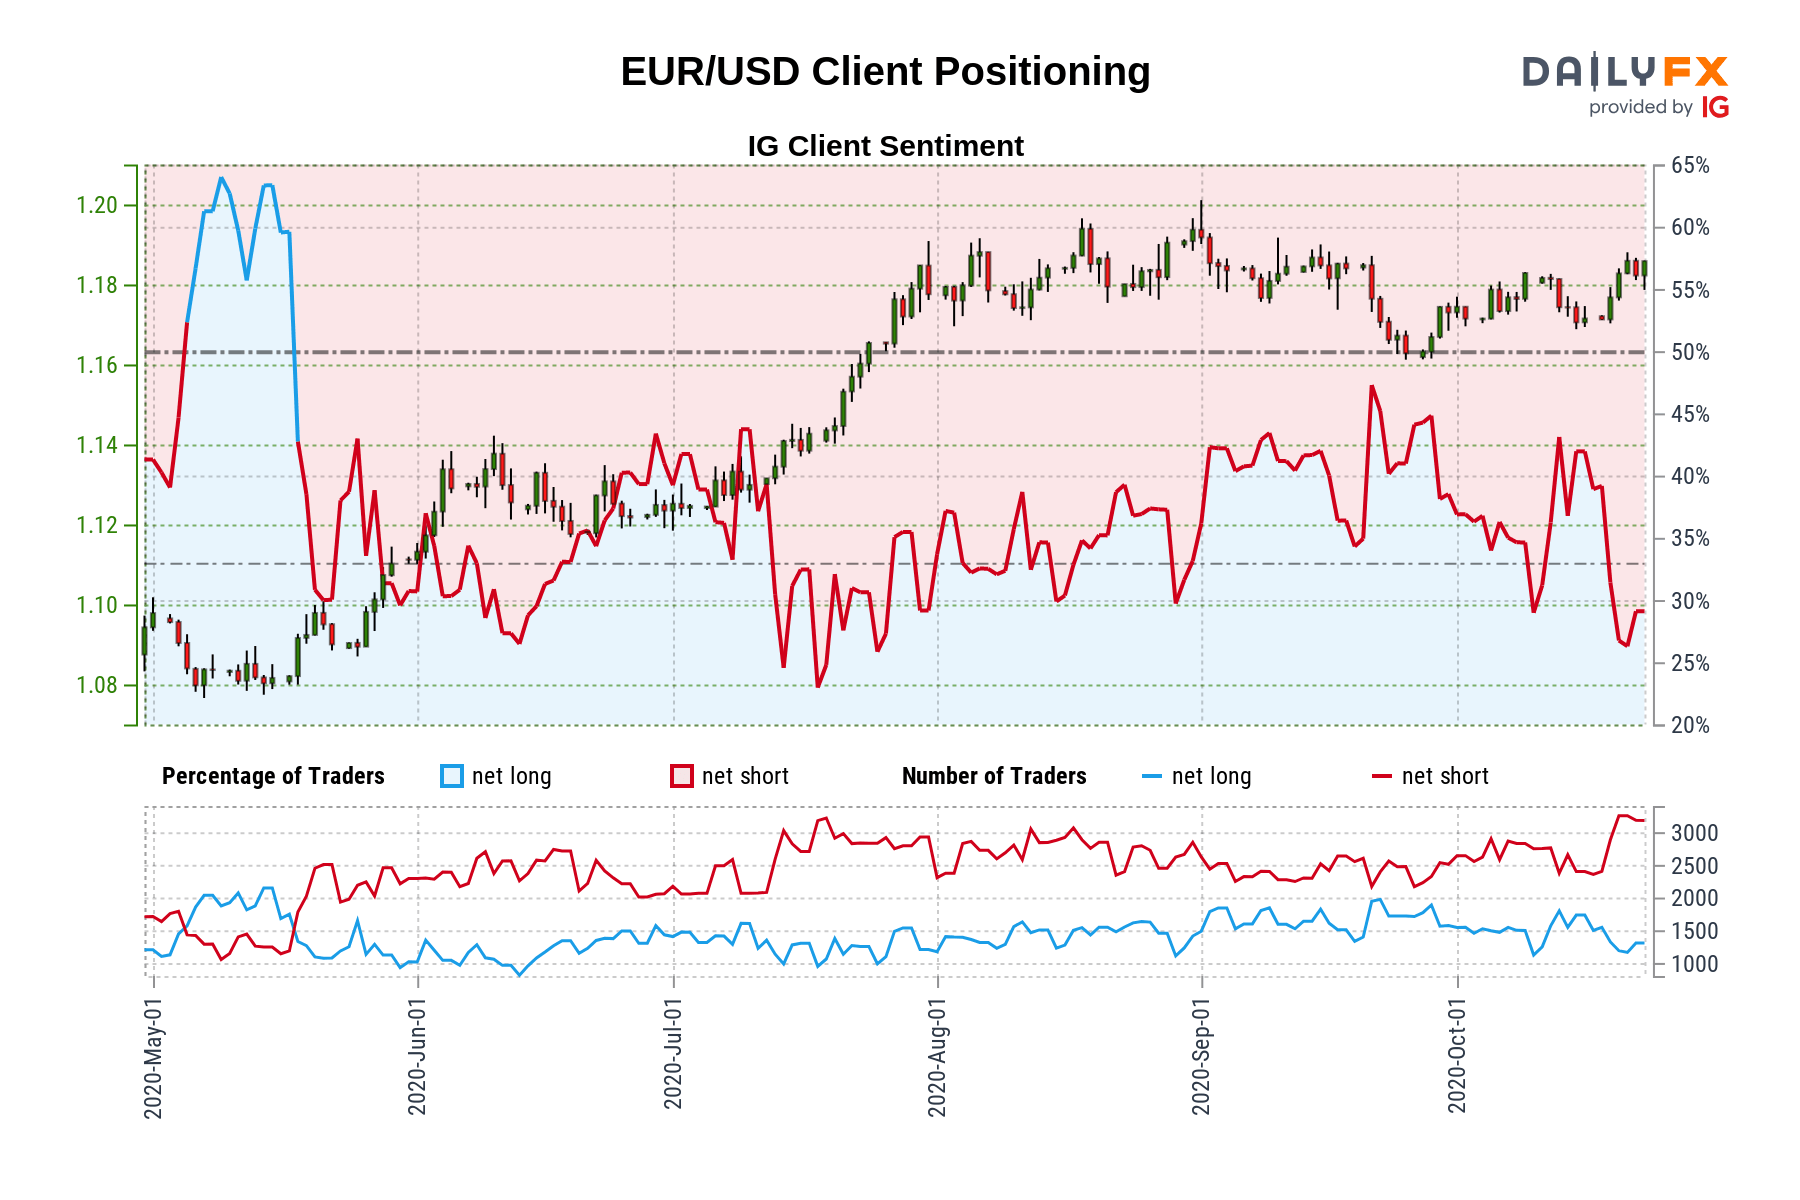 EUR/USD Client Positioning
DAILYFX
provided by IG
IG Client Sentiment
1.20
1.18
1.16
1.14
1.12
1.10
1.08
65%
60%
55%
50%
45%
40%
35%
30%
25%
20%
Percentage of Traders net long net short Number of Traders net long net short
3000
2500
2000
1500
1000
2020-May-01
2020-Jun-01
2020-Jul-01
2020-Aug-01
2020-Sep-01
2020-Oct-01